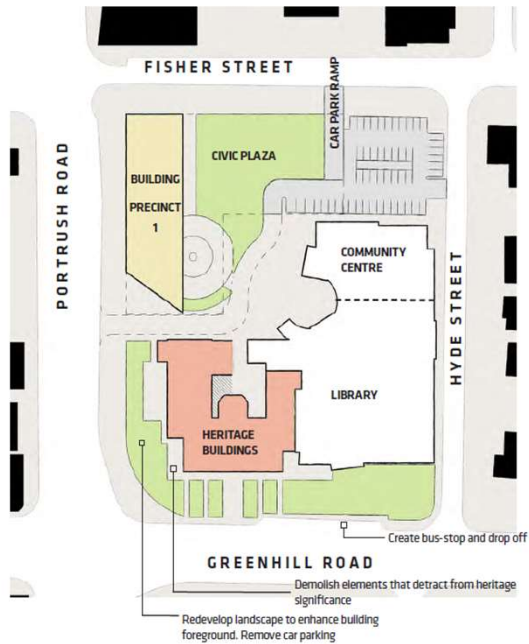 FISHER STREET
CAR PARK RAMP
CIVIC PLAZA
BUILDING
PRECINCT
1
PORTRUSH ROAD
COMMUNITY
CENTRE
HYDE STREET
LIBRARY
HERITAGE
BUILDINGS
Create bus-stop and drop off
GREENHILL ROAD
Demolish elements that detract from heritage
significance
Redevelop landscape to enhance building
foreground. Remove car parking